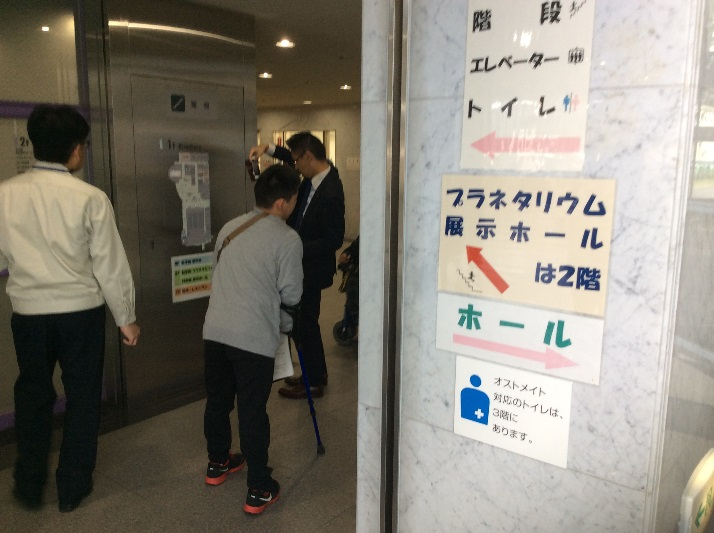 階段
エレベーター
トイレ
プラネタリウム
展示ホール
は2階
ホール
オストメイト
対応のトイレは、
3階に
あります。